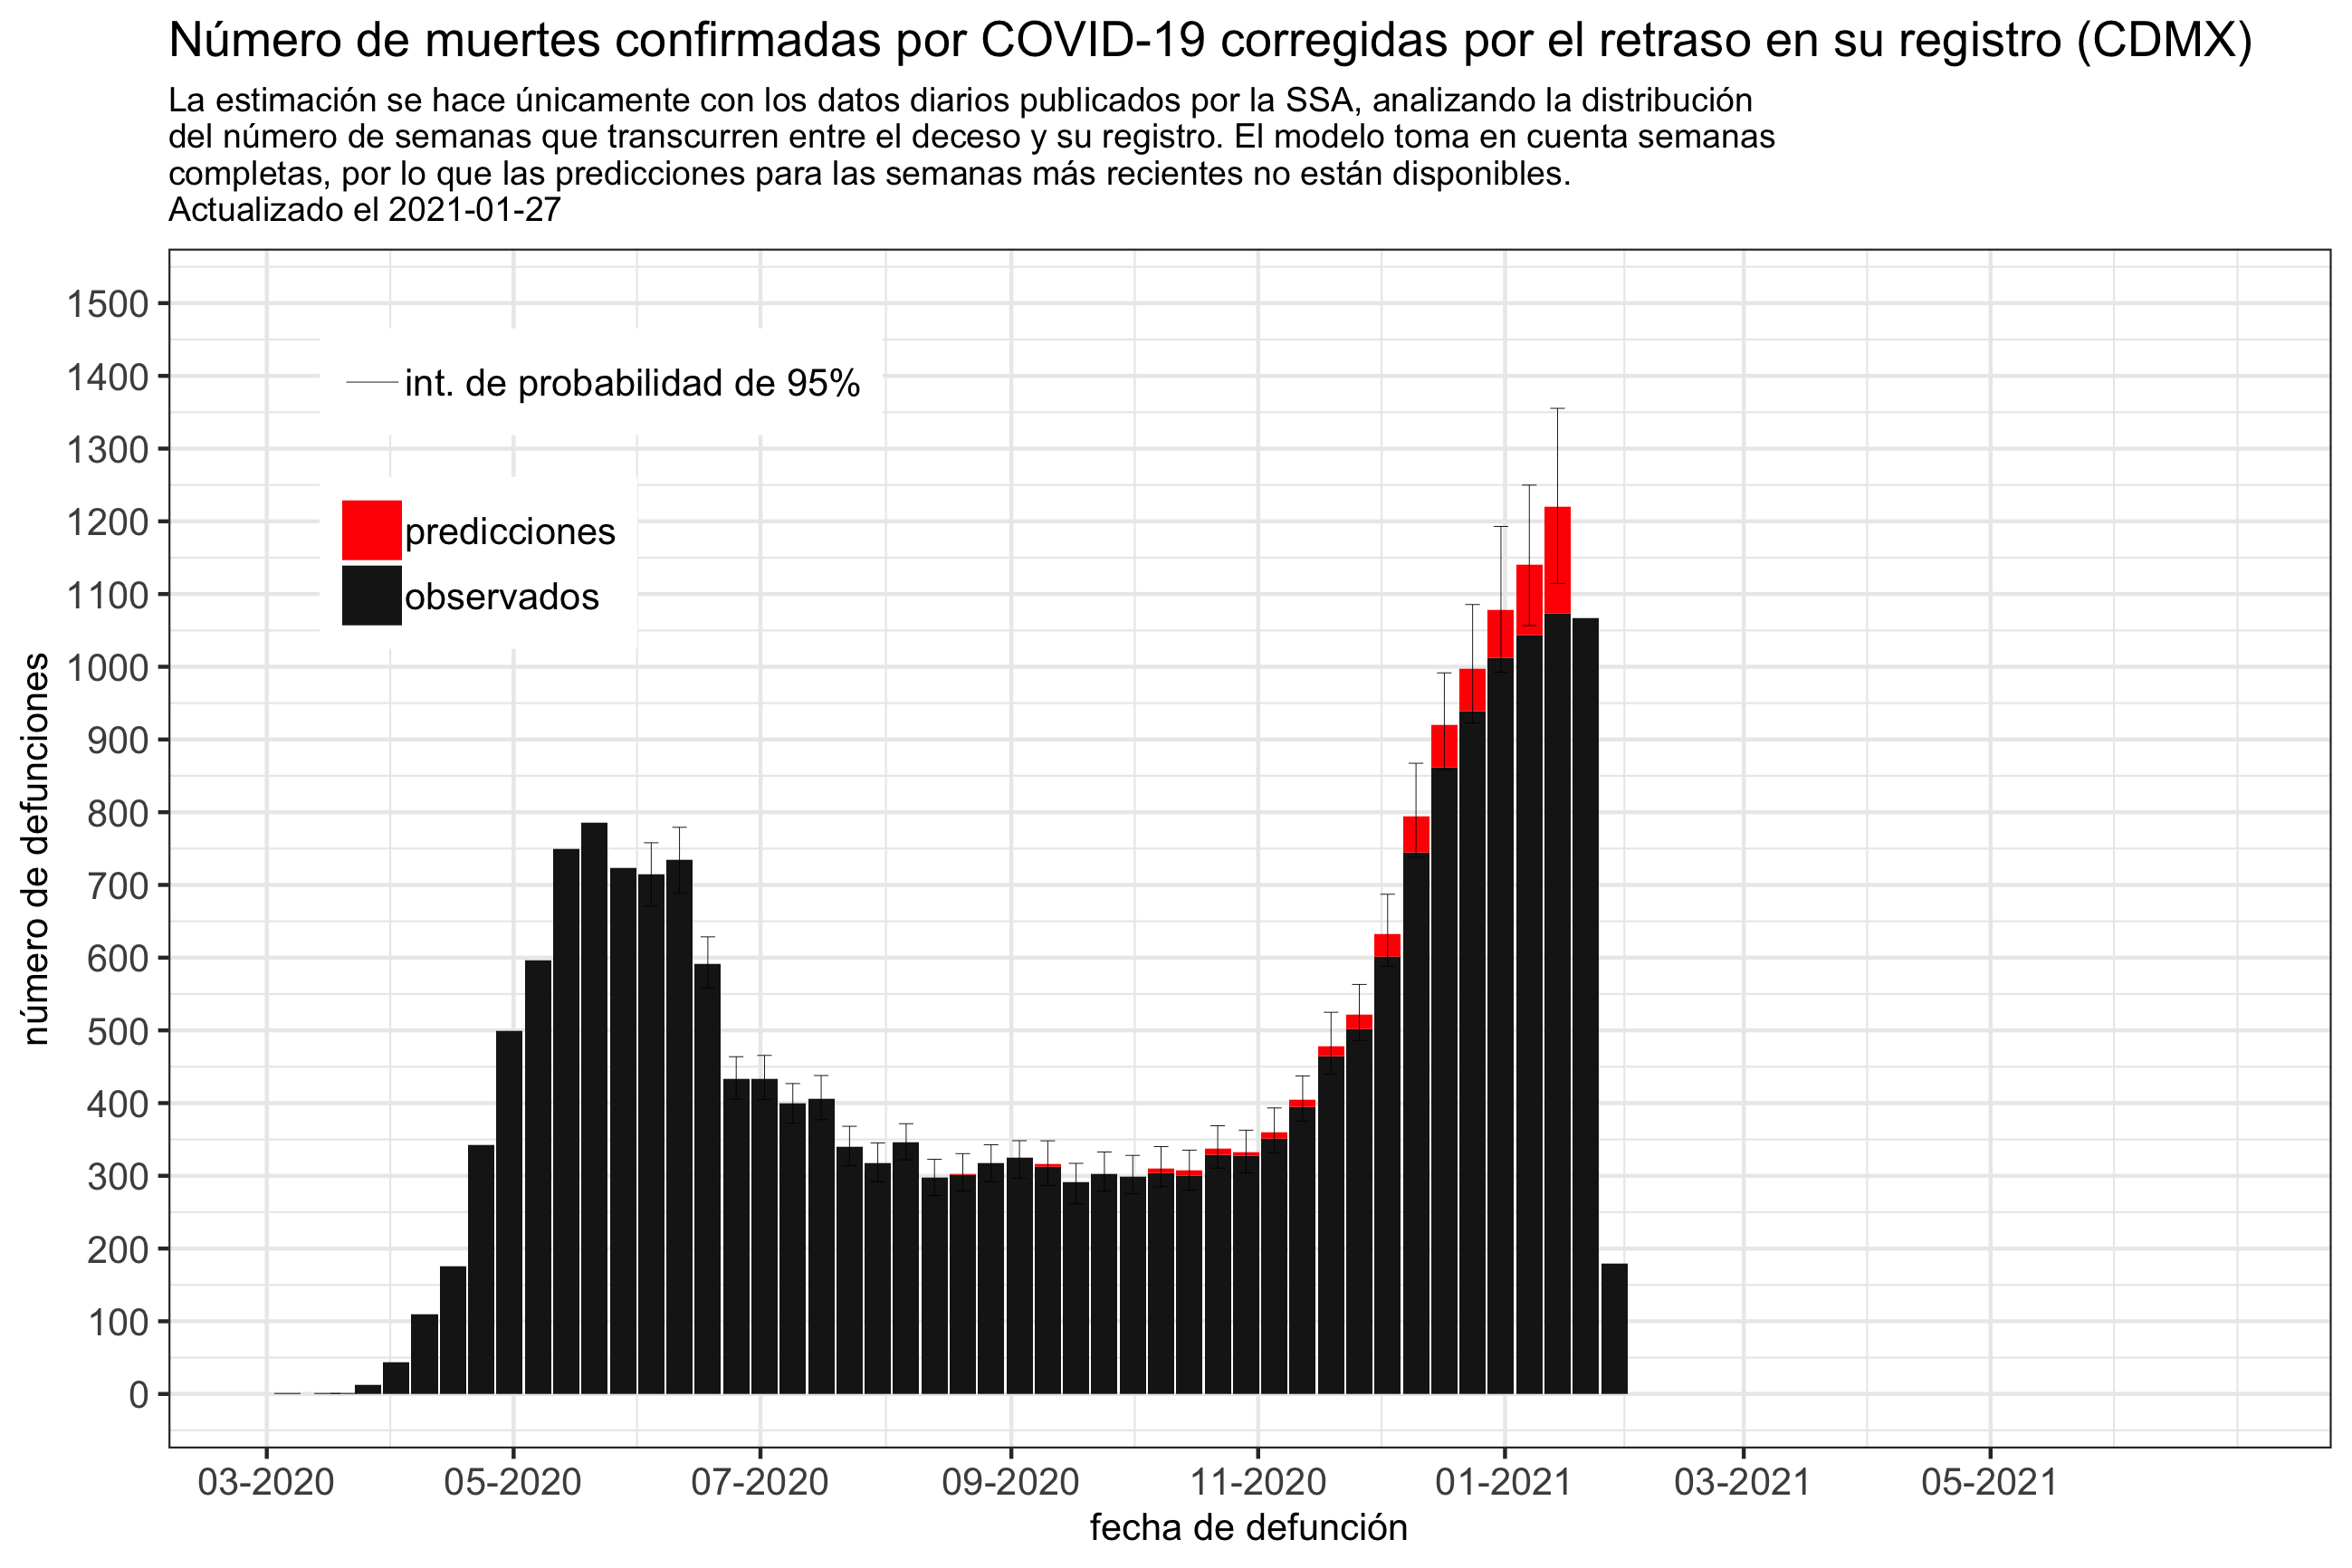 Número de muertes confirmadas por COVID-19 corregidas por el retraso en su registro (CDMX)
La estimación se hace únicamente con los datos diarios publicados por la SSA, analizando la distribución
del número de semanas que transcurren entre el deceso y su registro. El modelo toma en cuenta semanas
completas, por lo que las predicciones para las semanas más recientes no están disponibles.
Actualizado el 2021-01-27
número de defunciones
1500
1400
1300
1200
1100
1000
900
800
700
600
500
400
300
200
100
0
int. de probabilidad de 95%
predicciones
observados
03-2020 05-2020 07-2020 09-2020 11-2020 01-2021 03-2021 05-2021
fecha de defunción